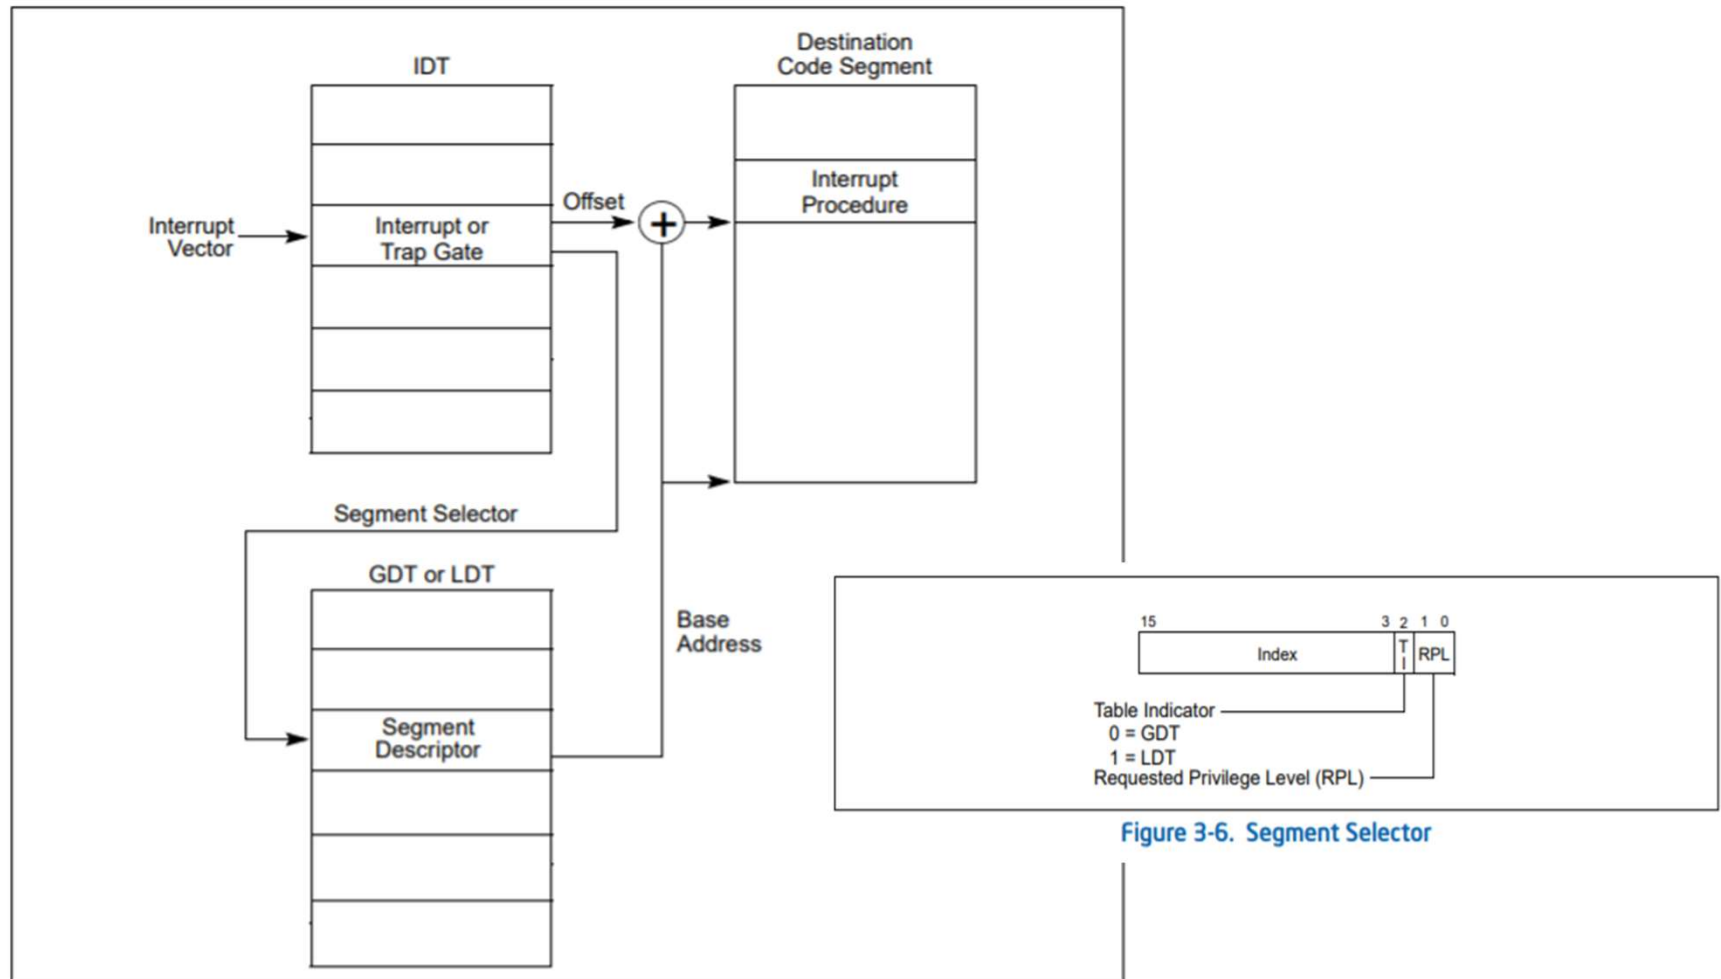 IDT
Destination
Code Segment
Interrupt
Vector
Interrupt or
Trap Gate
Offset
+
Interrupt
Procedure
Segment Selector
GDT or LDT
Segment
Descriptor
Base
Address
15 3 2 1 0
Index TI RPL
Table Indicator
0 = GDT
1 = LDT
Requested Privilege Level (RPL)
Figure 3-6. Segment Selector